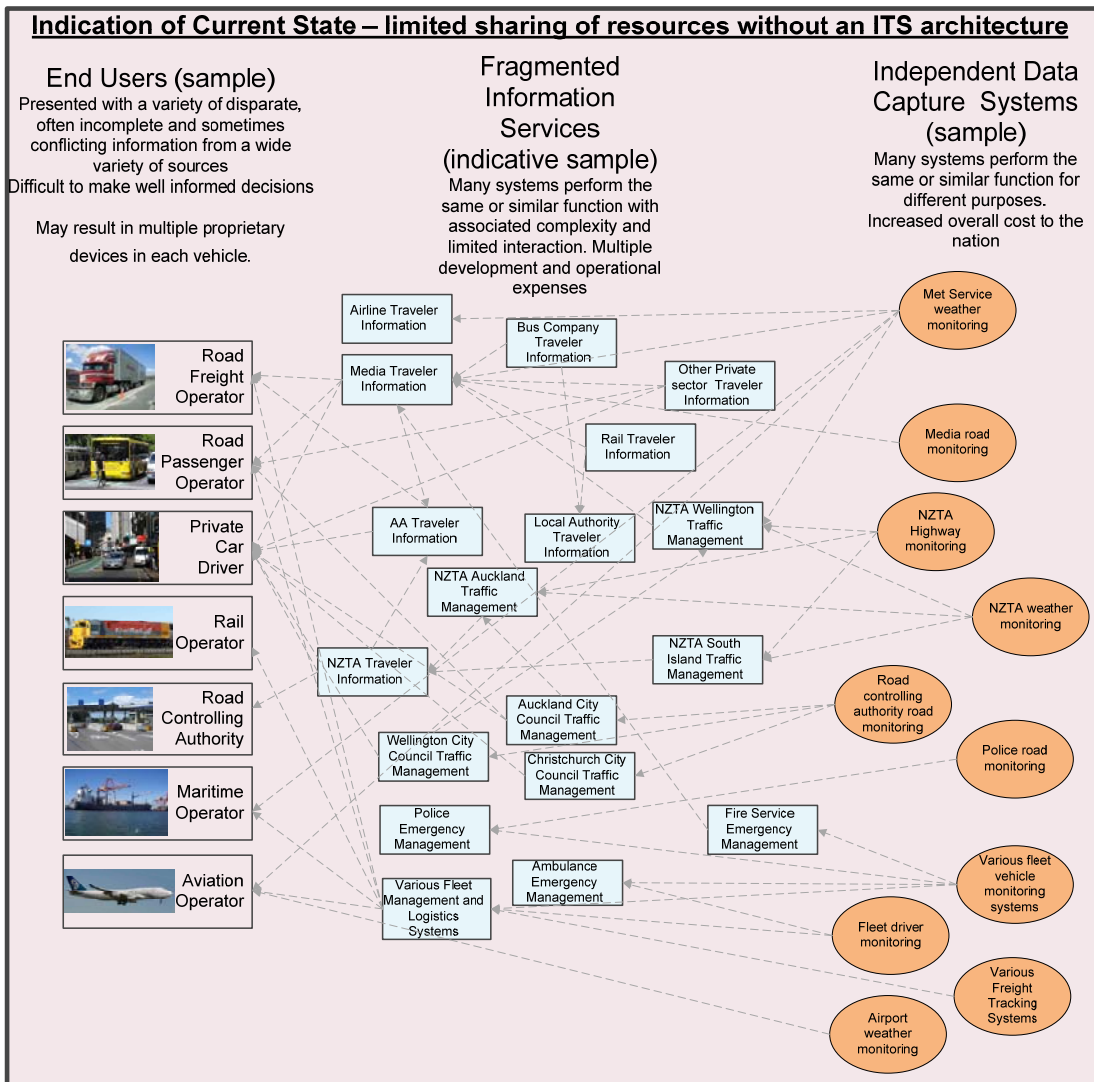 Indication of Current State – limited sharing of resources without an ITS architecture
End Users (sample)
Presented with a variety of disparate,
often incomplete and sometimes
conflicting information from a wide
variety of sources
Difficult to make well informed decisions
May result in multiple proprietary
devices in each vehicle.
Fragmented
Information
Services
(indicative sample)
Many systems perform the
same or similar function with
associated complexity and
limited interaction. Multiple
development and operational
expenses
Independent Data
Capture Systems
(sample)
Many systems perform the
same or similar function for
different purposes.
Increased overall cost to the
nation
Road
Freight
Operator
Road
Passenger
Operator
Private
Car
Driver
Rail
Operator
Road
Controlling
Authority
Maritime
Operator
Aviation
Operator
Airline Traveler
Information
Bus Company
Traveler
Information
Media Traveler
Information
Other Private
sector Traveler
Information
Rail Traveler
Information
AA Traveler
Information
Local Authority
Traveler
Information
NZTA Wellington
Traffic
Management
NZTA Auckland
Traffic
Management
NZTA Traveler
Information
NZTA South
Island Traffic
Management
Auckland City
Council Traffic
Management
Wellington City
Council Traffic
Management
Christchurch City
Council Traffic
Management
Police
Emergency
Management
Fire Service
Emergency
Management
Ambulance
Emergency
Management
Various Fleet
Management and
Logistics
Systems
Met Service
weather
monitoring
Media road
monitoring
NZTA
Highway
monitoring
NZTA weather
monitoring
Road
controlling
authority road
monitoring
Police road
monitoring
Various fleet
vehicle
monitoring
systems
Fleet driver
monitoring
Various
Freight
Tracking
Systems
Airport
weather
monitoring